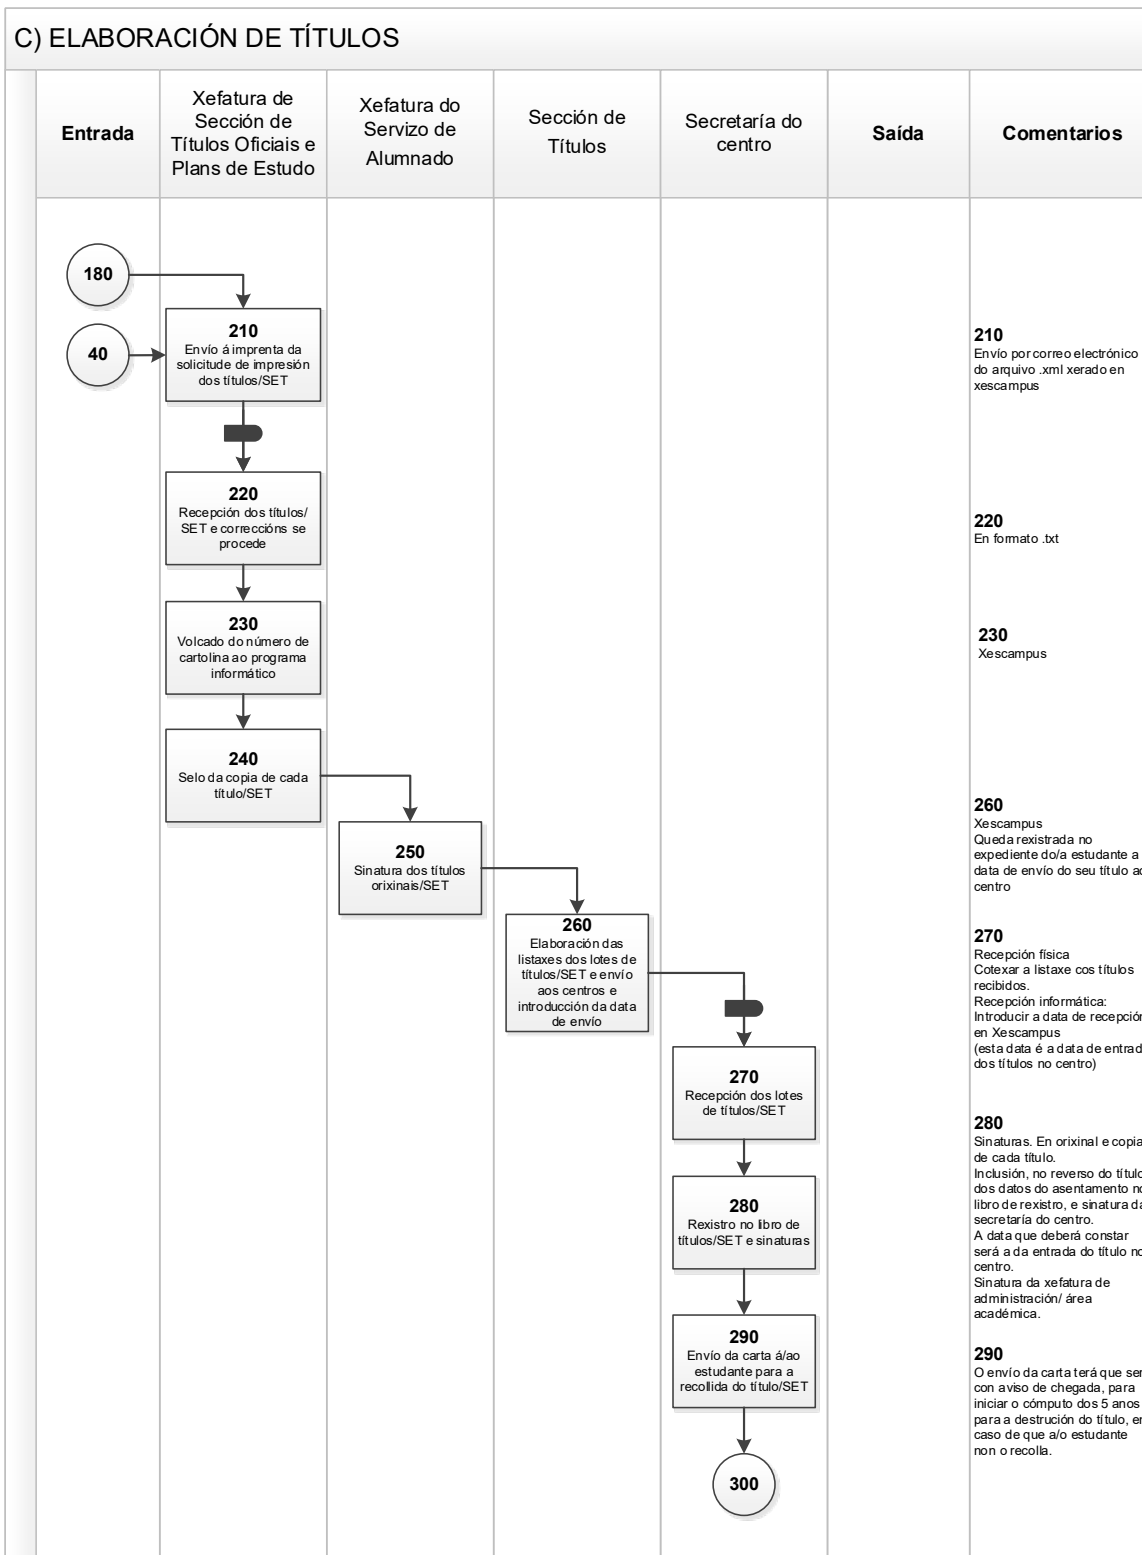 C) ELABORACIÓN DE TÍTULOS
Entrada
Xefatura de
Sección de
Títulos Oficiais e
Plans de Estudo
Xefatura do
Servizo de
Alumnado
Sección de
Títulos
Secretaría do
centro
Saída
Comentarios
180
40
210
Envío á imprenta da
solicitude de impresión
dos títulos/SET
220
Recepción dos títulos/
SET e correccións se
procede
230
Volcado do número de
cartolina ao programa
informático
240
Selo da copia de cada
título/SET
250
Sinatura dos títulos
orixinais/SET
260
Elaboración das
listaxes dos lotes de
títulos/SET e envío
aos centros e
introdución da data
de envío
270
Recepción dos lotes
de títulos/SET
280
Rexistro no libro de
títulos/SET e sinaturas
290
Envío da carta á/ao
estudante para a
recollida do título/SET
300
210
Envío por correo electrónico
do arquivo .xml xerado en
xescampus
220
En formato .txt
230
Xescampus
260
Xescampus
Queda rexistrada no
expediente do/a estudante a
data de envío do seu título ao
centro
270
Recepción física
Cotexar a listaxe cos títulos
recibidos.
Recepción informática:
Introducir a data de recepción
en Xescampus
(esta data é a data de entrad
dos títulos no centro)
280
Sinaturas. En orixinal e copia
de cada título.
Inclusión, no reverso do título
dos datos do asentamento no
libro de rexistro, e sinatura da
secretaría do centro.
A data que deberá constar
será a da entrada do título no
centro.
Sinatura da xefatura de
administración/ área
académica.
290
O envío da carta terá que ser
con aviso de chegada, para
iniciar o cómputo dos 5 anos
para a destrución do título, en
caso de que a/o estudante
non o recolla.